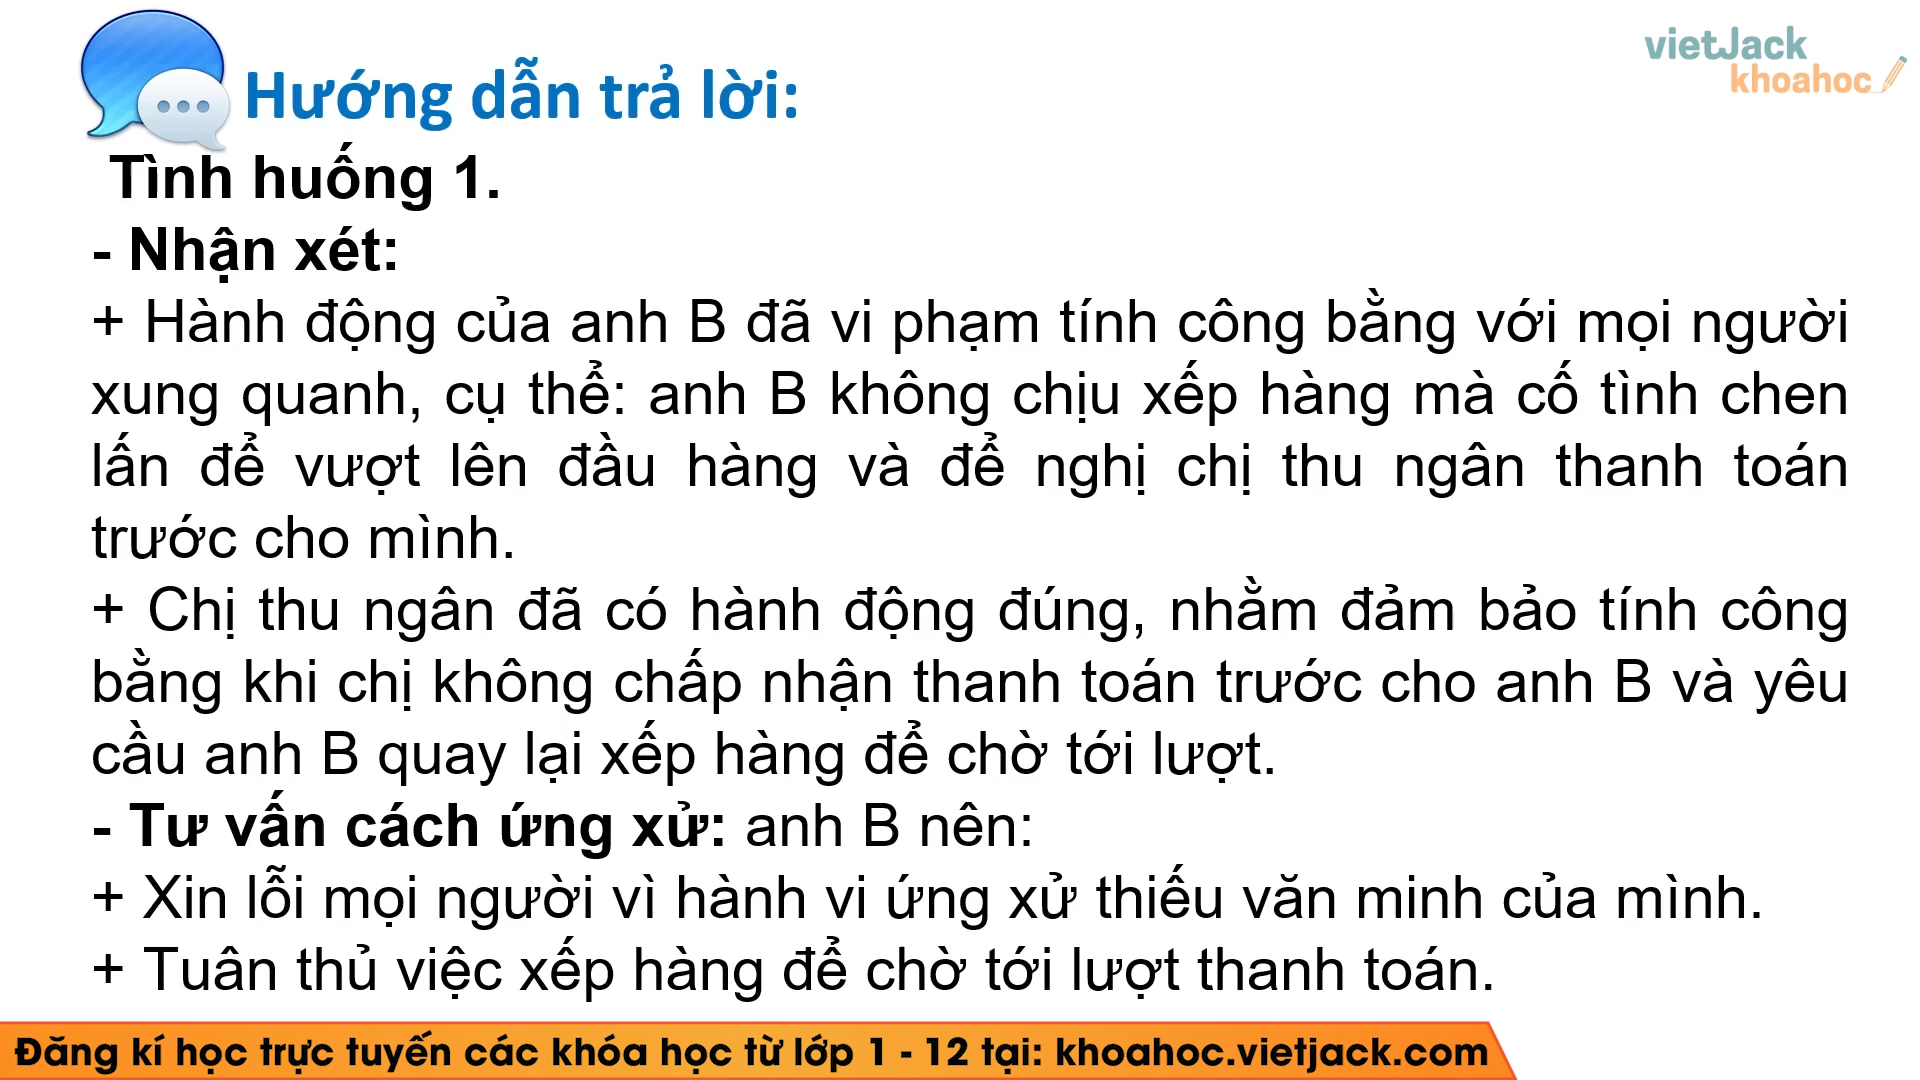 vietJack
khoahoc
Hướng dẫn trả lời:
Tình huống 1.
- Nhận xét:
+ Hành động của anh B đã vi phạm tính công bằng với mọi người
xung quanh, cụ thể: anh B không chịu xếp hàng mà cố tình chen
lấn để vượt lên đầu hàng và để nghị chị thu ngân thanh toán
trước cho mình.
+ Chị thu ngân đã có hành động đúng, nhằm đảm bảo tính công
bằng khi chị không chấp nhận thanh toán trước cho anh B và yêu
cầu anh B quay lại xếp hàng để chờ tới lượt.
- Tư vấn cách ứng xử: anh B nên:
+ Xin lỗi mọi người vì hành vi ứng xử thiếu văn minh của mình.
+ Tuân thủ việc xếp hàng để chờ tới lượt thanh toán.
Đăng kí học trực tuyến các khóa học từ lớp 1 - 12 tại: khoahoc.vietjack.com